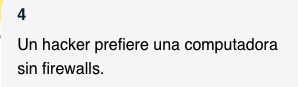 4
Un hacker prefiere una computadora
sin firewalls.